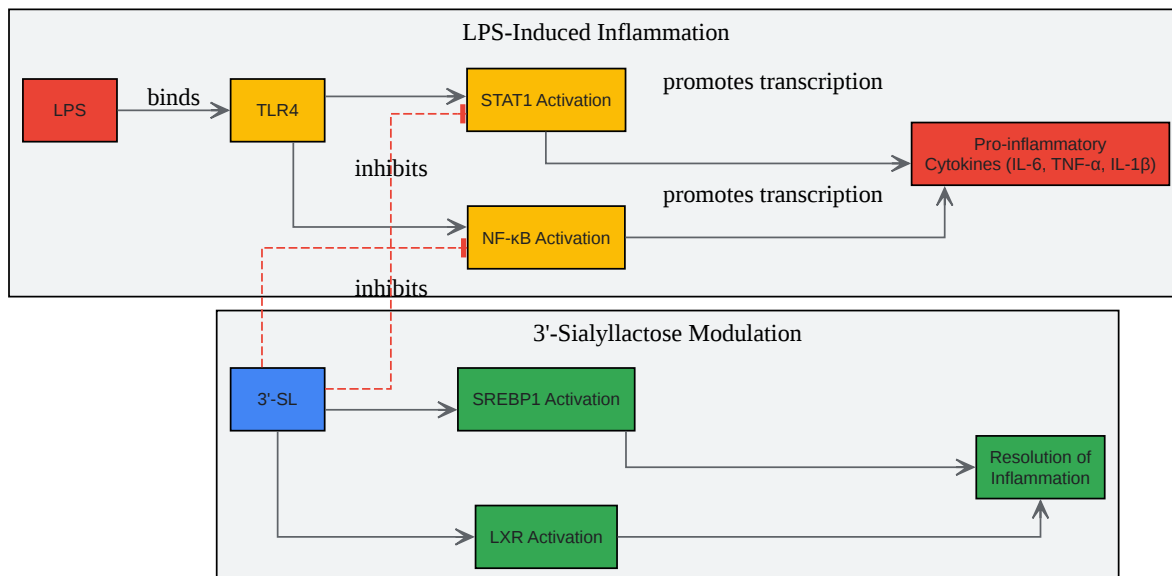 LPS-Induced Inflammation
LPS
binds
TLR4
STAT1 Activation
promotes transcription
inhibits
Pro-inflammatory
Cytokines (IL-6, TNF-α, IL-1β)
promotes transcription
NF-κB Activation
inhibits
3'-Sialyllactose Modulation
3'-SL
SREBP1 Activation
Resolution of
Inflammation
LXR Activation